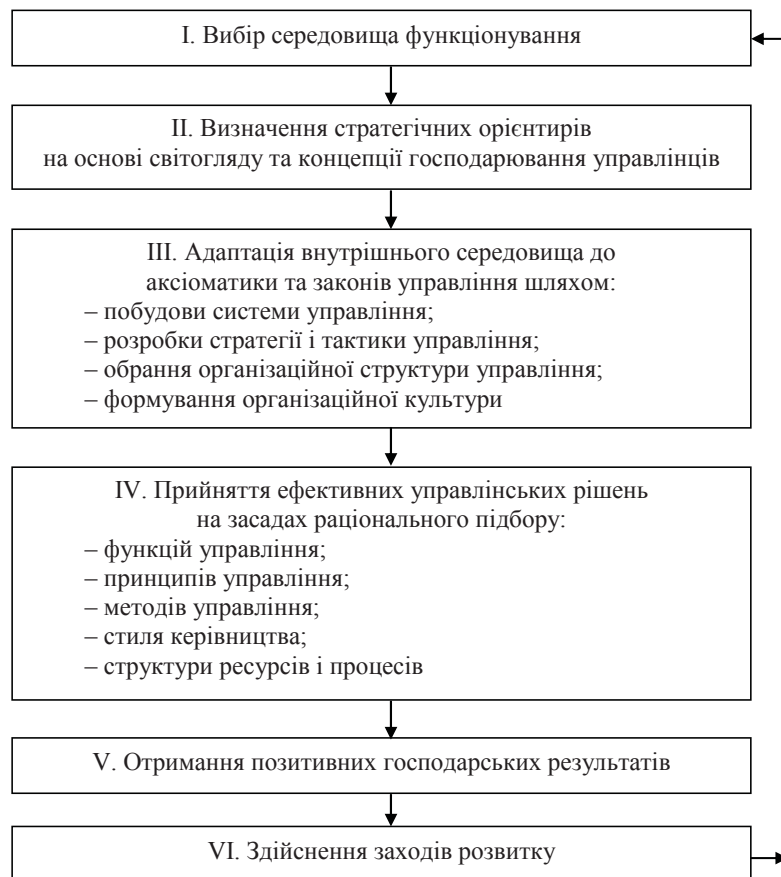 I. Вибір середовища функціонування
II. Визначення стратегічних орієнтирів
на основі світогляду та концепції господарювання управлінців
III. Адаптація внутрішнього середовища до
аксіоматики та законів управління шляхом:
– побудови системи управління;
– розробки стратегії і тактики управління;
– обрання організаційної структури управління;
– формування організаційної культури
IV. Прийняття ефективних управлінських рішень
на засадах раціонального підбору:
– функцій управління;
– принципів управління;
– методів управління;
– стиля керівництва;
– структури ресурсів і процесів
V. Отримання позитивних господарських результатів
VI. Здійснення заходів розвитку